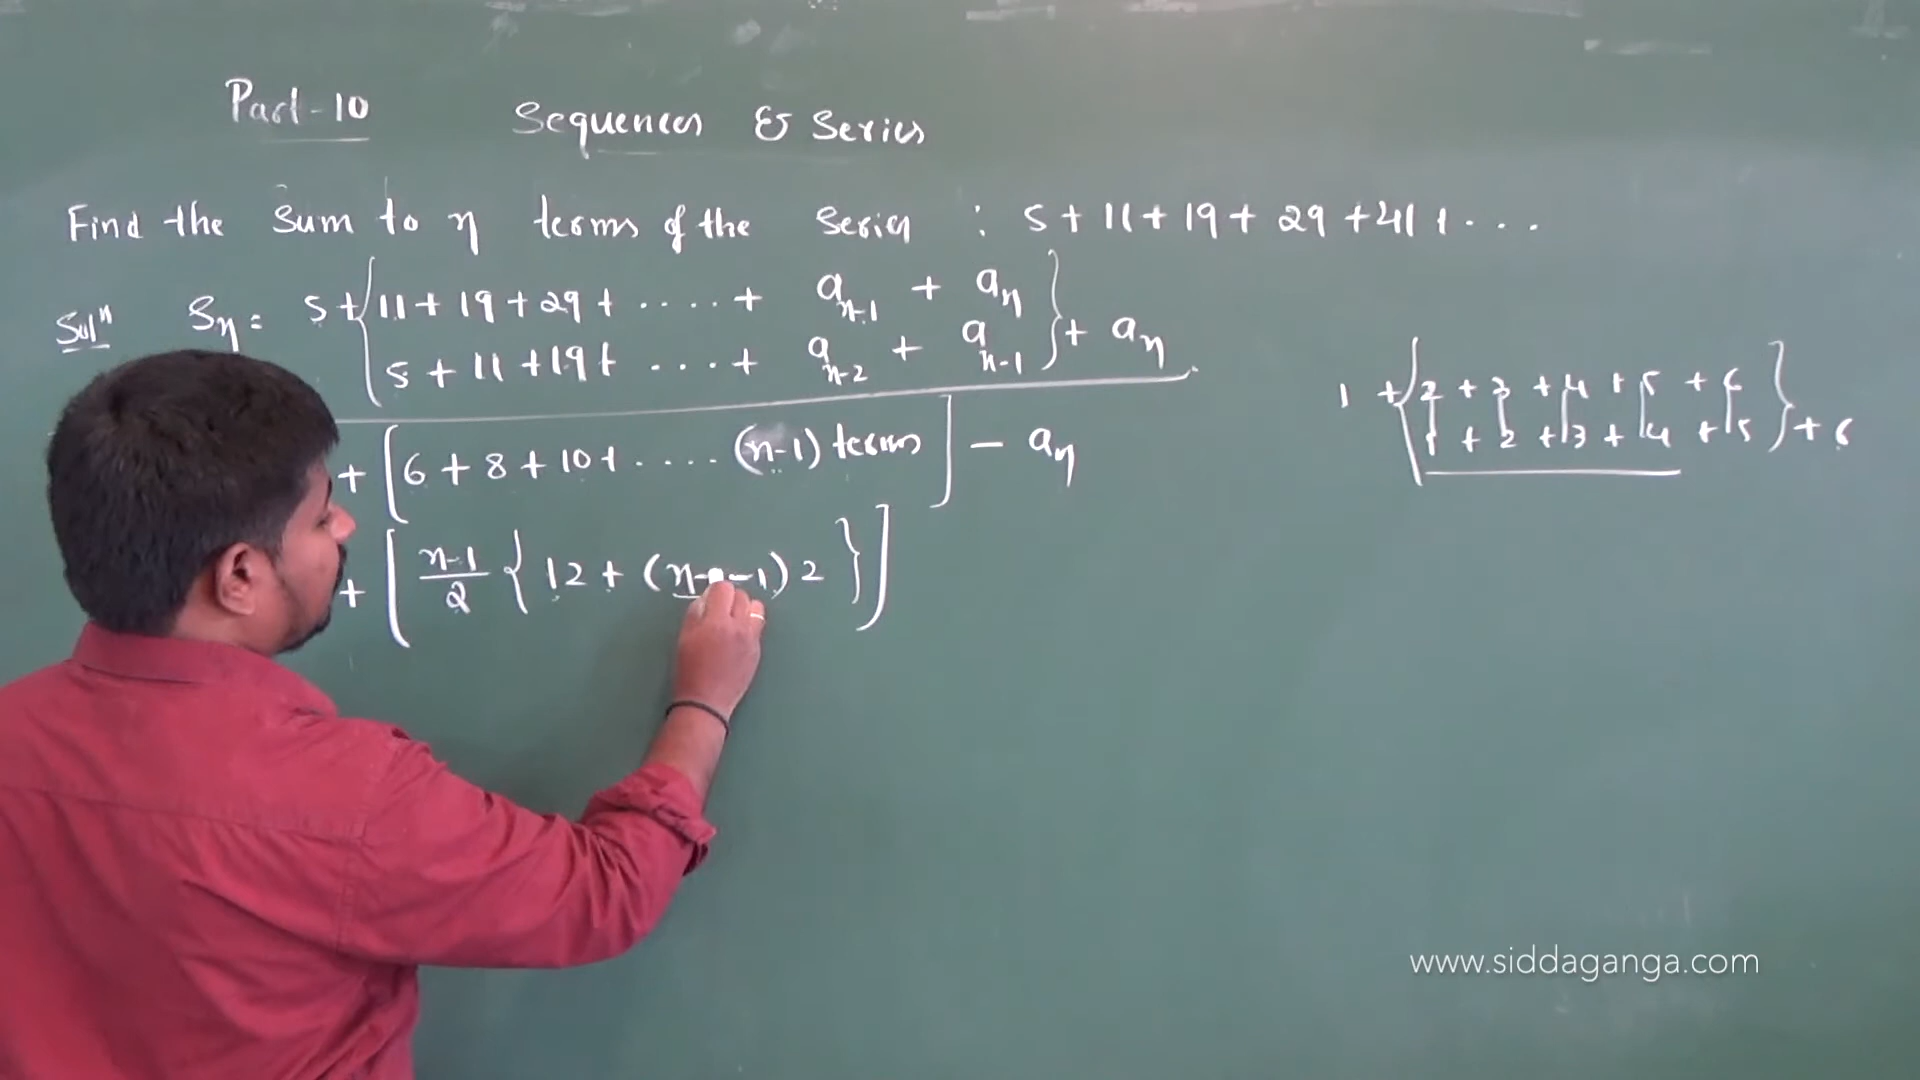 Part-10 Sequences & Series
Find the Sum to n terms of the series : 5 + 11 + 19 + 29 + 41 + ...
Solⁿ Sₙ = 5 + { 11 + 19 + 29 + ..... + aₙ₋₁ + aₙ
5 + 11 + 19 + .... + aₙ₋₂ + aₙ₋₁ } + aₙ
+ [ 6 + 8 + 10 + .... (n-1) terms ] - aₙ
+ [ n-1/2 { 12 + (n-1-1) 2 } ]
1 + { 2 + 3 + 4 + 5 + 6
1 + 2 + 3 + 4 + 5 } + 6
www.siddaganga.com